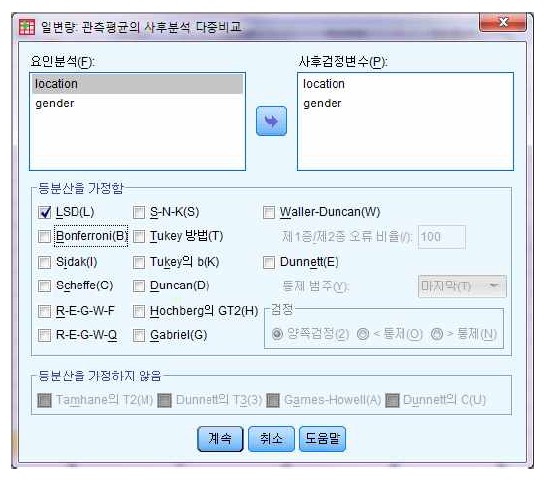 일변량: 관측평균의 사후분석 다중비교
요인분석(F):
location
gender
사후검정변수(P):
location
gender
등분산을 가정함
LSD(L) S-N-K(S) Waller-Duncan(W)
Bonferroni(B) Tukey 방법(T) 제1종/제2종 오류 비율(/): 100
Sidak(I) Tukey의 b(K) Dunnett(E)
Scheffe(C) Duncan(D) 통제 범주(Y): 마지막(T)
R-E-G-W-F Hochberg의 GT2(H) 검정
R-E-G-W-Q Gabriel(G) 양쪽검정(2) < 통제(O) > 통제(N)
등분산을 가정하지 않음
Tamhane의 T2(M) Dunnett의 T3(3) Games-Howell(A) Dunnett의 C(U)
계속 취소 도움말